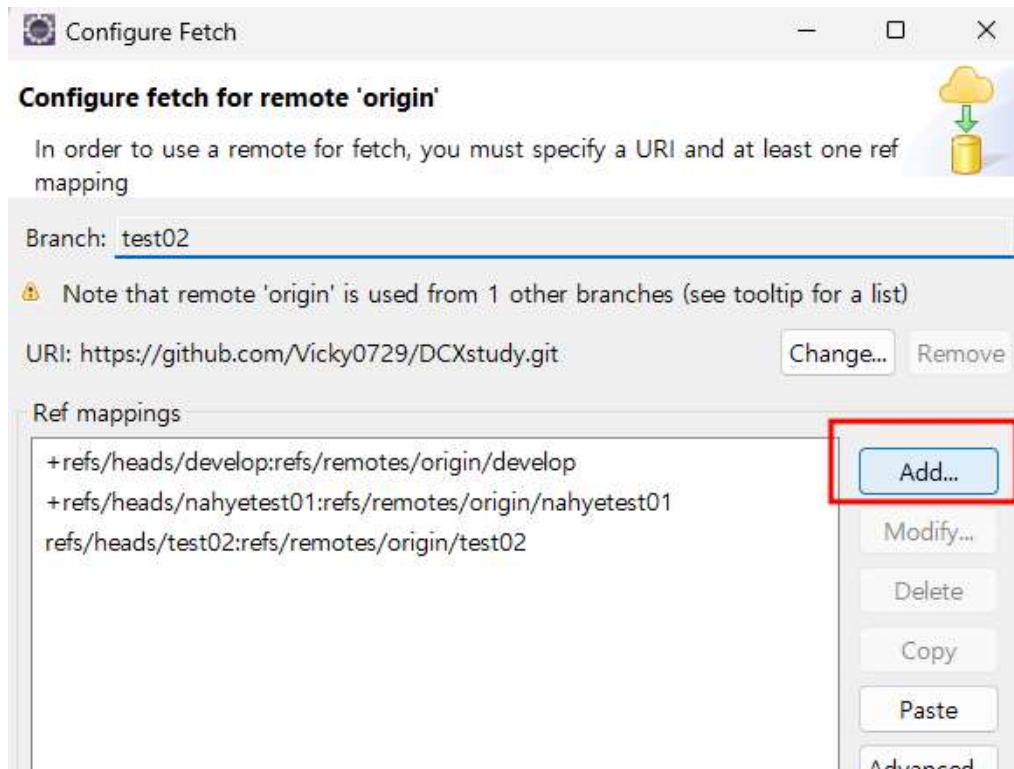 Configure Fetch
Configure fetch for remote 'origin'
In order to use a remote for fetch, you must specify a URI and at least one ref
mapping
Branch: test02
Note that remote 'origin' is used from 1 other branches (see tooltip for a list)
URI: https://github.com/Vicky0729/DCXstudy.git
Change...
Remove
Ref mappings
+refs/heads/develop:refs/remotes/origin/develop
+refs/heads/nahyetest01:refs/remotes/origin/nahyetest01
refs/heads/test02:refs/remotes/origin/test02
Add...
Modify...
Delete
Copy
Paste
Advanced...